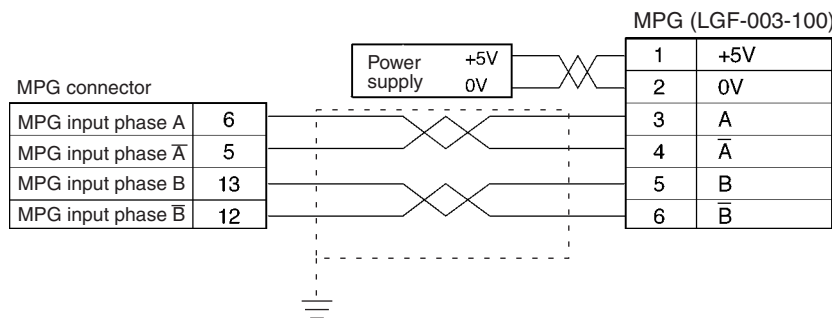 MPG (LGF-003-100)
Power supply +5V 0V
1 +5V
2 0V
MPG connector
MPG input phase A 6
MPG input phase A̅ 5
MPG input phase B 13
MPG input phase B̅ 12
3 A
4 A̅
5 B
6 B̅